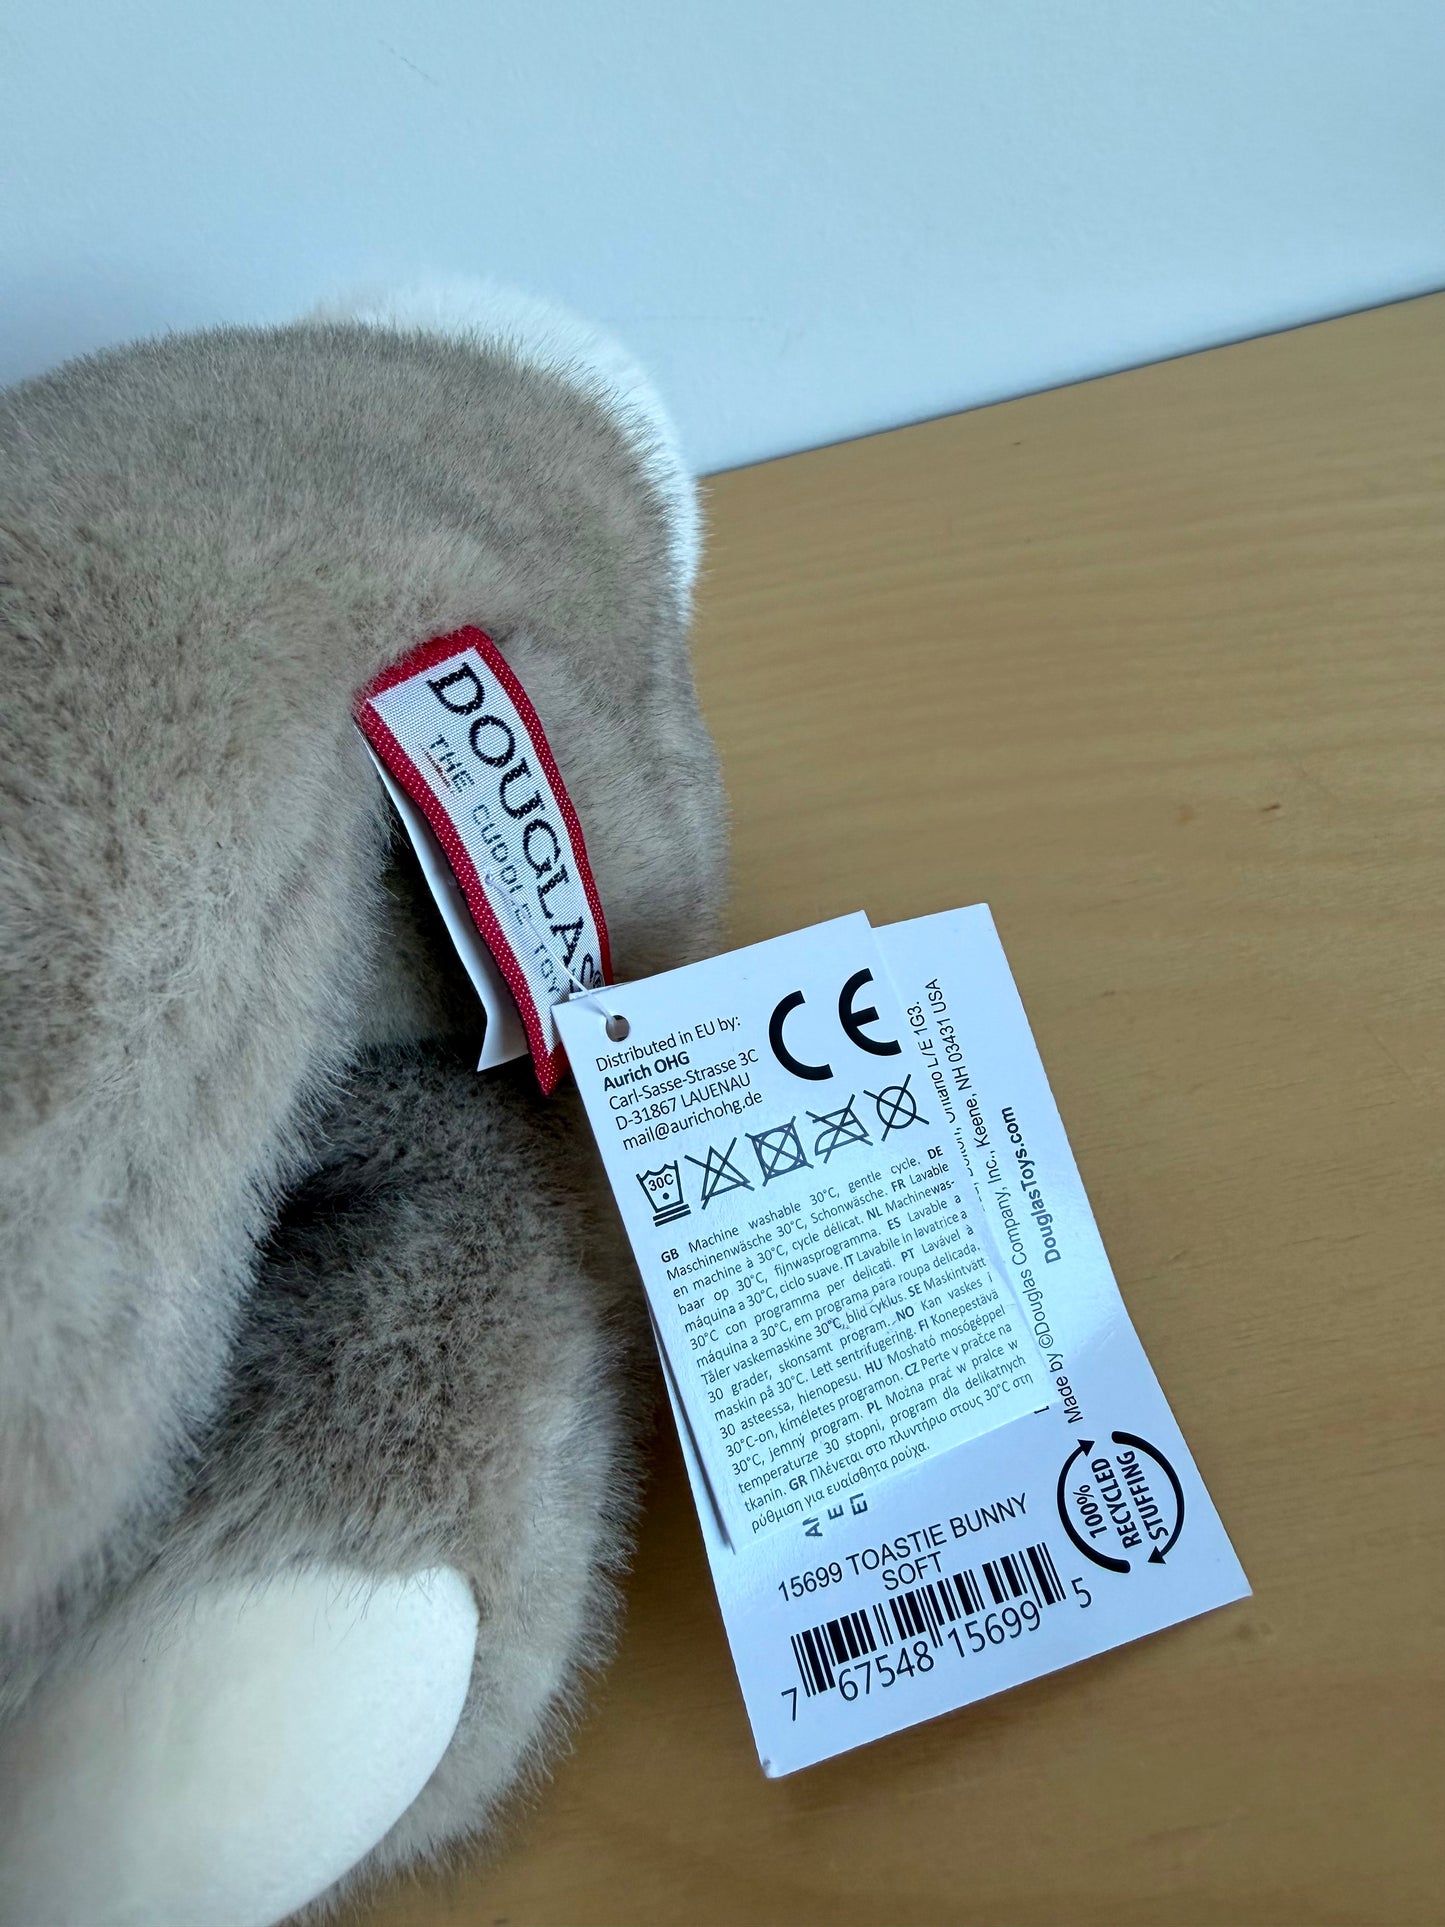 DOUGLAS®
THE CUDDLE TOY
Distributed in EU by:
Aurich OHG
Carl-Sasse-Strasse 3C
D-31867 LAUENAU
mail@aurichohg.de
CE
30C
GB Machine washable 30°C, gentle cycle. DE
Maschinenwäsche 30°C, Schonwäsche. FR Lavable
en machine à 30°C, cycle délicat. NL Machinewas-
baar op 30°C, fijnwasprogramma. ES Lavable a
máquina a 30°C, ciclo suave. IT Lavabile in lavatrice a
30°C con programma per delicati. PT Lavável à
máquina a 30°C, em programa para roupa delicada.
Tåler vaskemaskine 30°C, blid cyklus. SE Maskintvätt
30 grader, skonsamt program. NO Kan vaskes i
maskin på 30°C. Lett sentrifugering. FI Konepestävä
30 asteessa, hienopesu. HU Mosható mosógéppel
30°C-on, kíméletes programon. CZ Perte v pračce na
30°C, jemný program. PL Można prać w pralce w
temperaturze 30 stopni, program dla delikatnych
tkanin. GR Πλένεται στο πλυντήριο στους 30°C στη
ρύθμιση για ευαίσθητα ρούχα.
L/E 1G3.
Made by ©Douglas Company, Inc., Keene, NH 03431 USA
DouglasToys.com
100%
RECYCLED
STUFFING
15699 TOASTIE BUNNY
SOFT
7 67548 15699 5